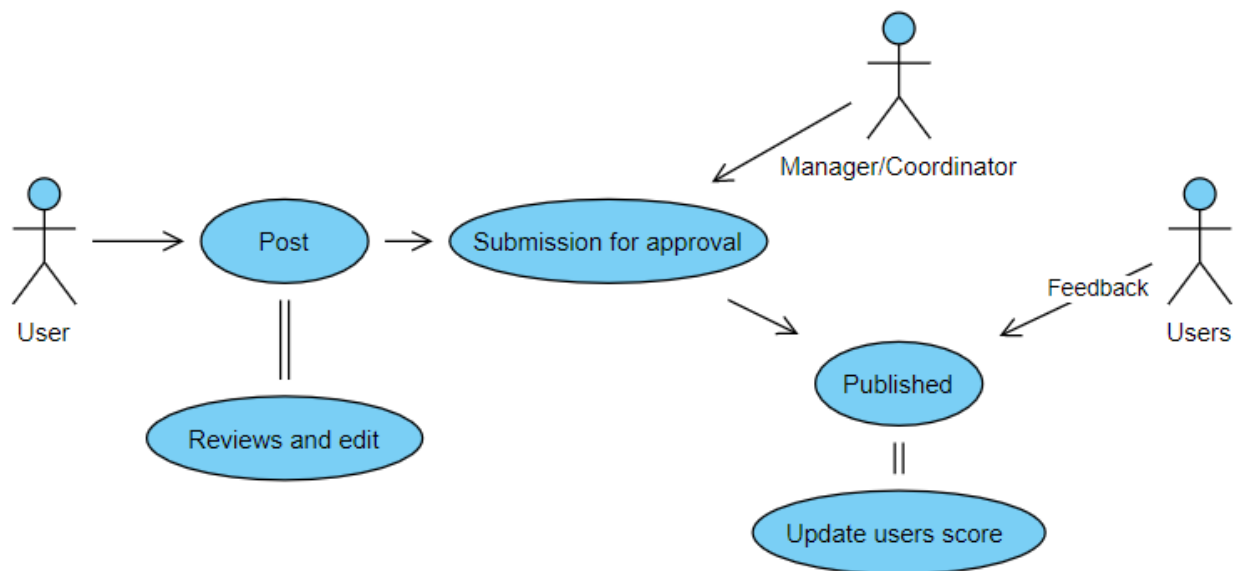 Manager/Coordinator
User
Post
Submission for approval
Feedback
Users
Published
Reviews and edit
Update users score